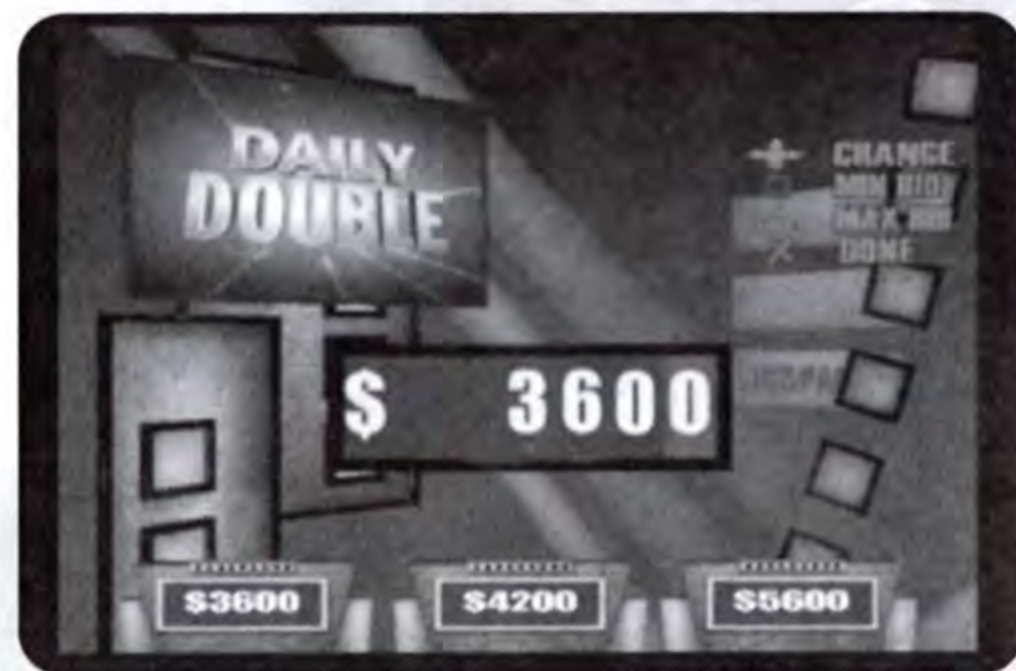 DAILY
DOUBLE
CHANGE
MIN BID
MAX BID
DONE
$ 3600
$3600
$4200
$5600